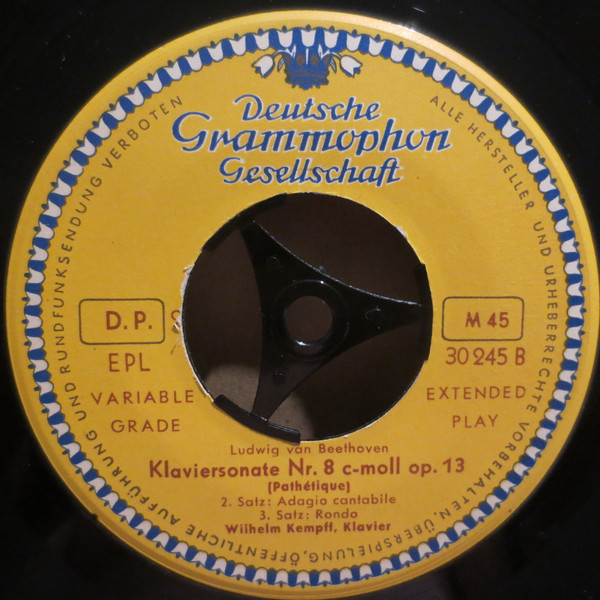 Deutsche
Grammophon
Gesellschaft
ALLE HERSTELLER UND URHEBERRECHTE VORBEHALTEN, ÜBERSPIELUNG, ÖFFENTLICHE AUFFÜHRUNG UND RUNDFUNKSENDUNG VERBOTEN
D.P.
M 45
EPL
30 245 B
VARIABLE
GRADE
EXTENDED
PLAY
Ludwig van Beethoven
Klaviersonate Nr. 8 c-moll op. 13
(Pathétique)
2. Satz: Adagio cantabile
3. Satz: Rondo
Wilhelm Kempff, Klavier